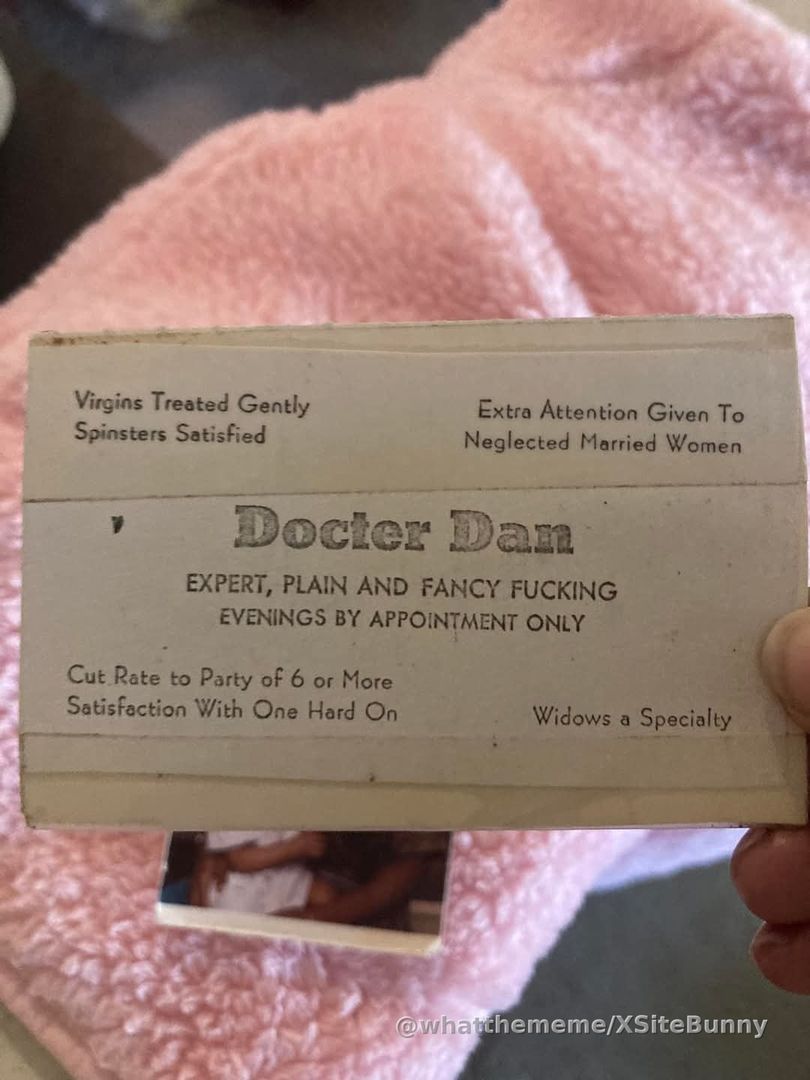 Virgins Treated Gently
Spinsters Satisfied
Extra Attention Given To
Neglected Married Women
Docter Dan
EXPERT, PLAIN AND FANCY FUCKING
EVENINGS BY APPOINTMENT ONLY
Cut Rate to Party of 6 or More
Satisfaction With One Hard On
Widows a Specialty
@whatthememe/XSiteBunny